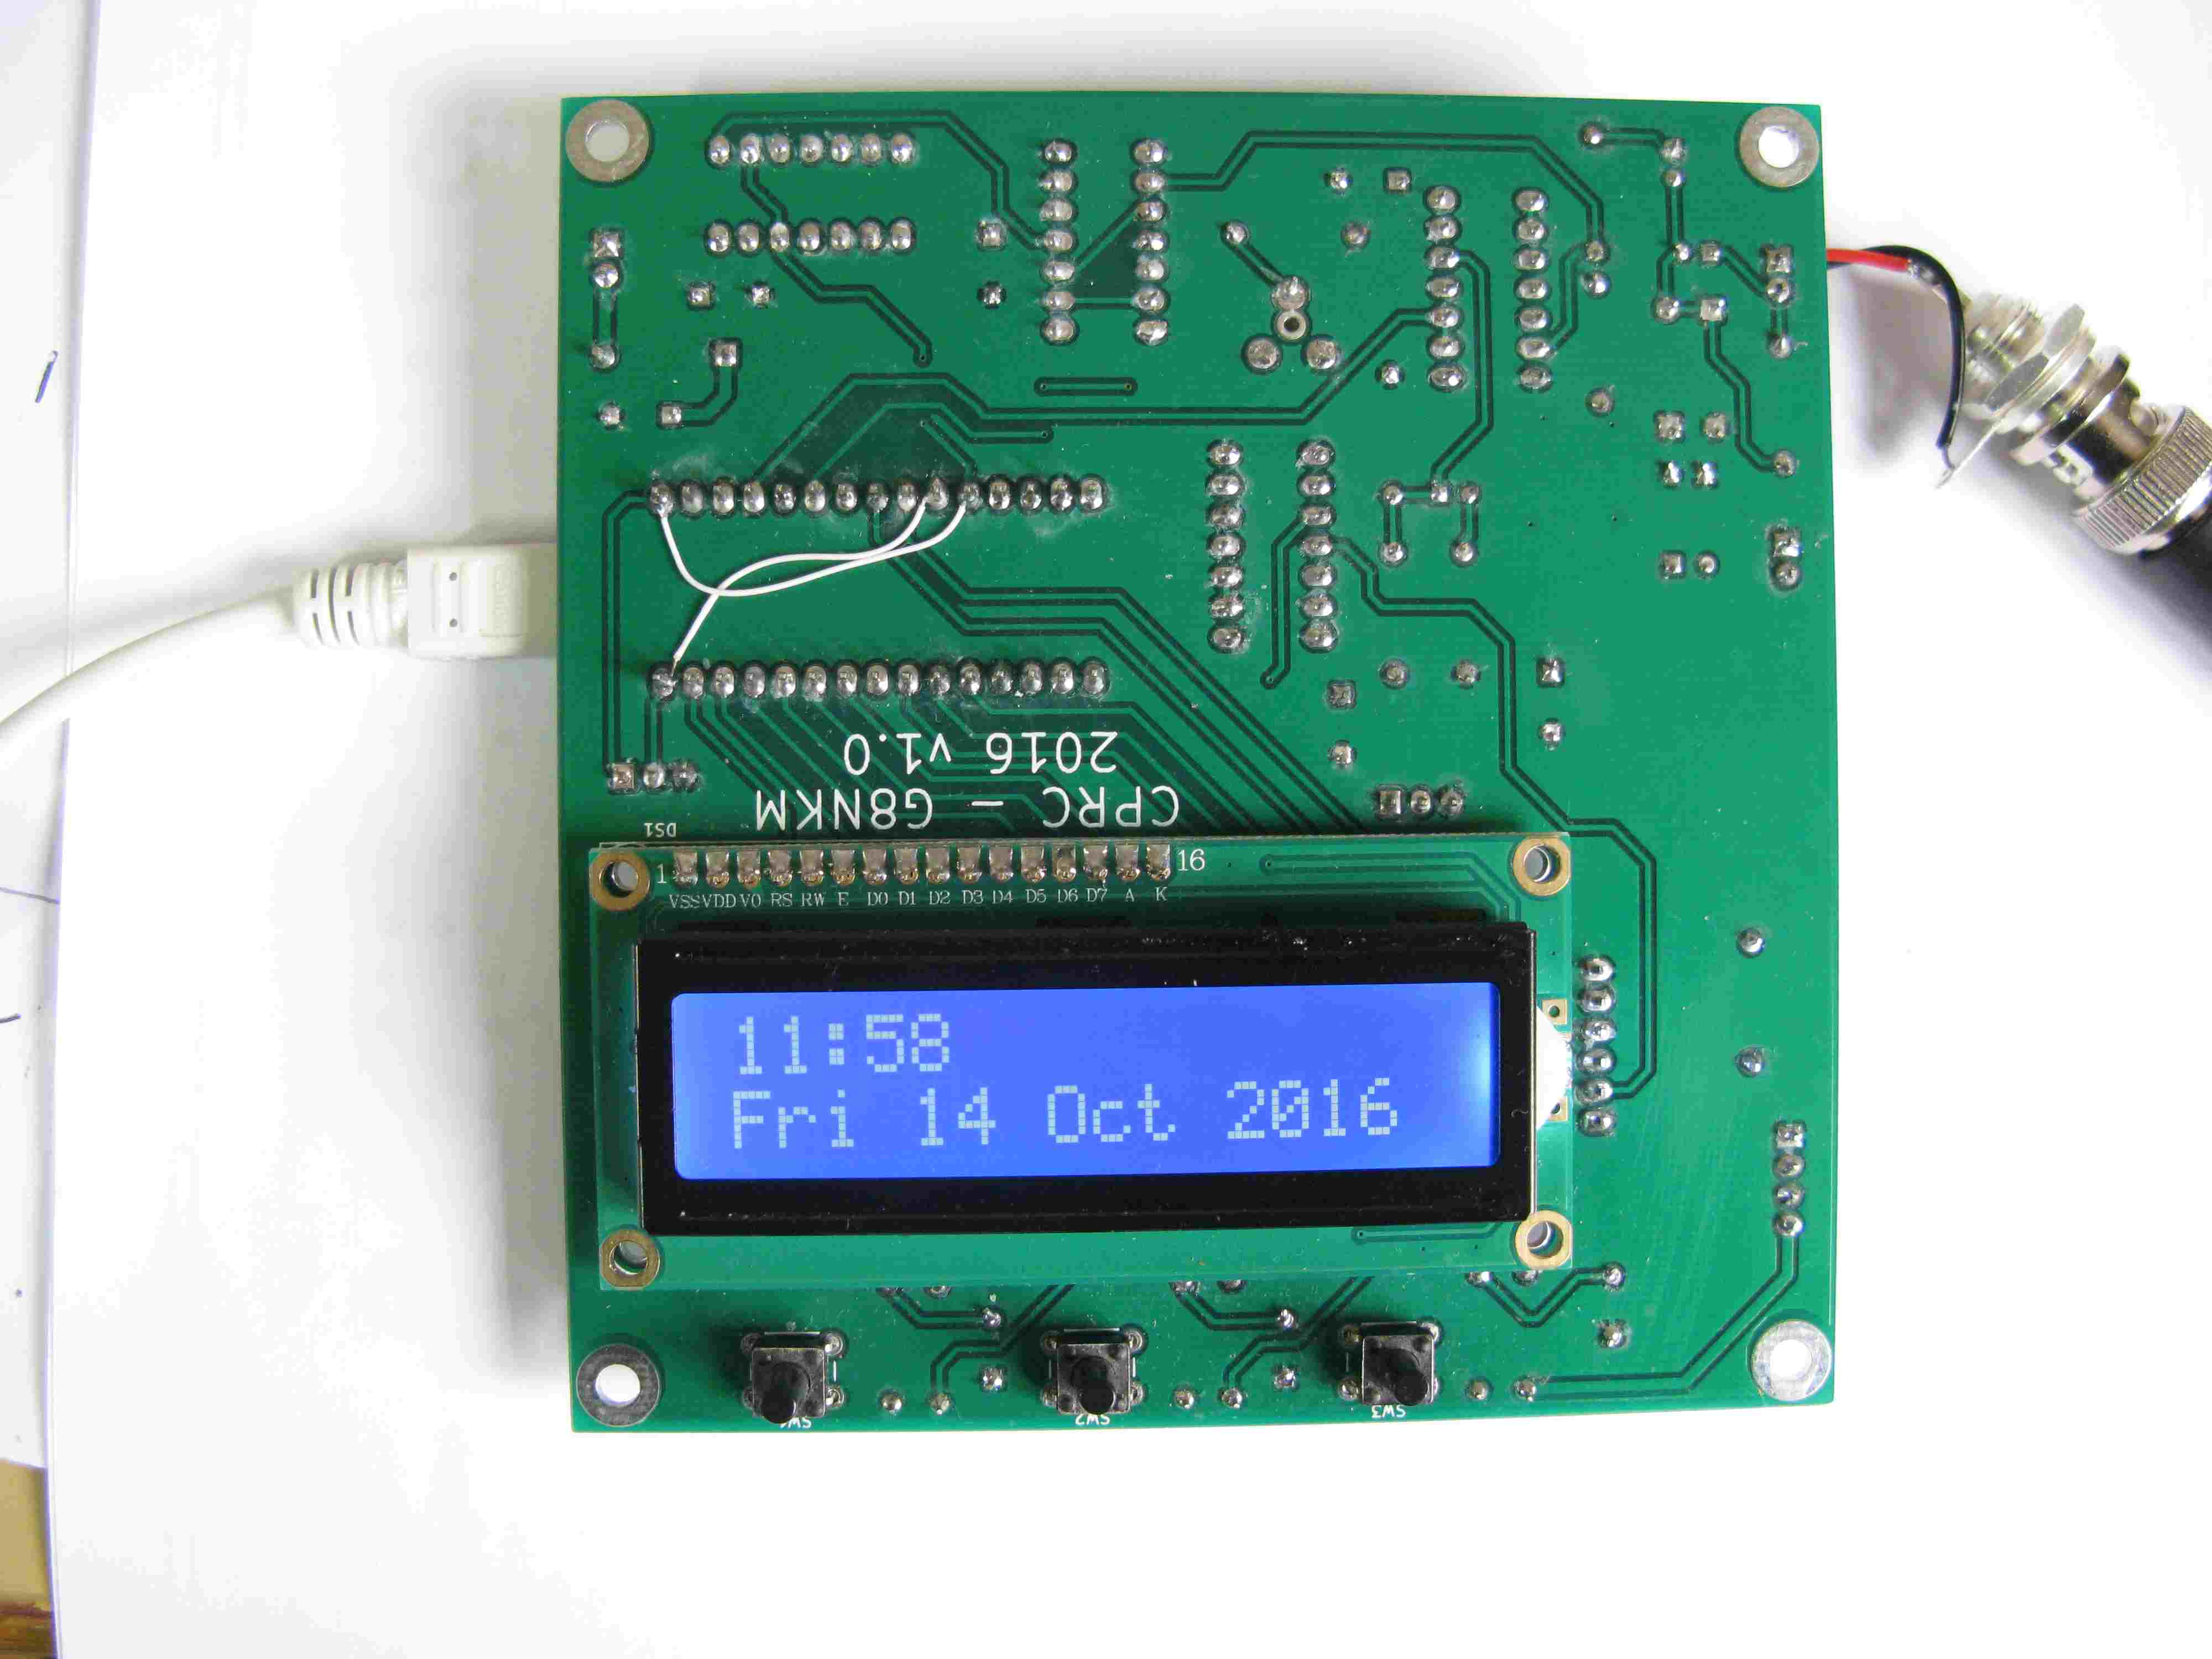 2016 v1.0
CPRC - G8NKM
DS1
1 16
VSS VDD V0 RS RW E D0 D1 D2 D3 D4 D5 D6 D7 A K
11:58
Fri 14 Oct 2016
SW1 SW2 SW3